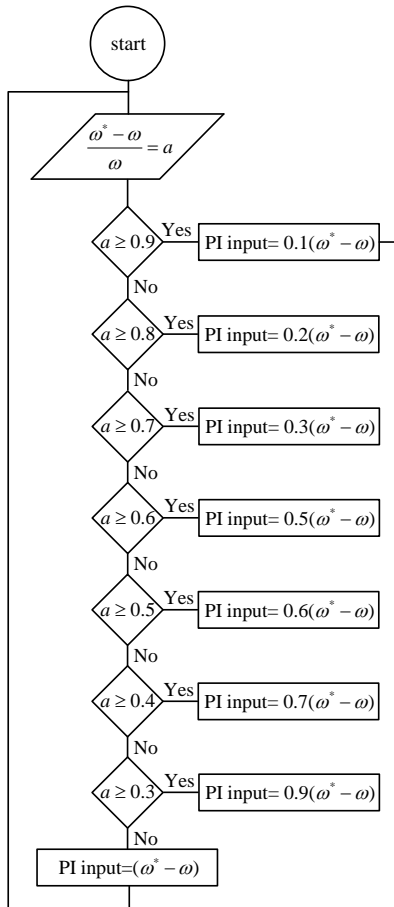 start
(ω* − ω)/ω = a
a ≥ 0.9 Yes PI input= 0.1(ω* − ω)
No
a ≥ 0.8 Yes PI input= 0.2(ω* − ω)
No
a ≥ 0.7 Yes PI input= 0.3(ω* − ω)
No
a ≥ 0.6 Yes PI input= 0.5(ω* − ω)
No
a ≥ 0.5 Yes PI input= 0.6(ω* − ω)
No
a ≥ 0.4 Yes PI input= 0.7(ω* − ω)
No
a ≥ 0.3 Yes PI input= 0.9(ω* − ω)
No
PI input=(ω* − ω)